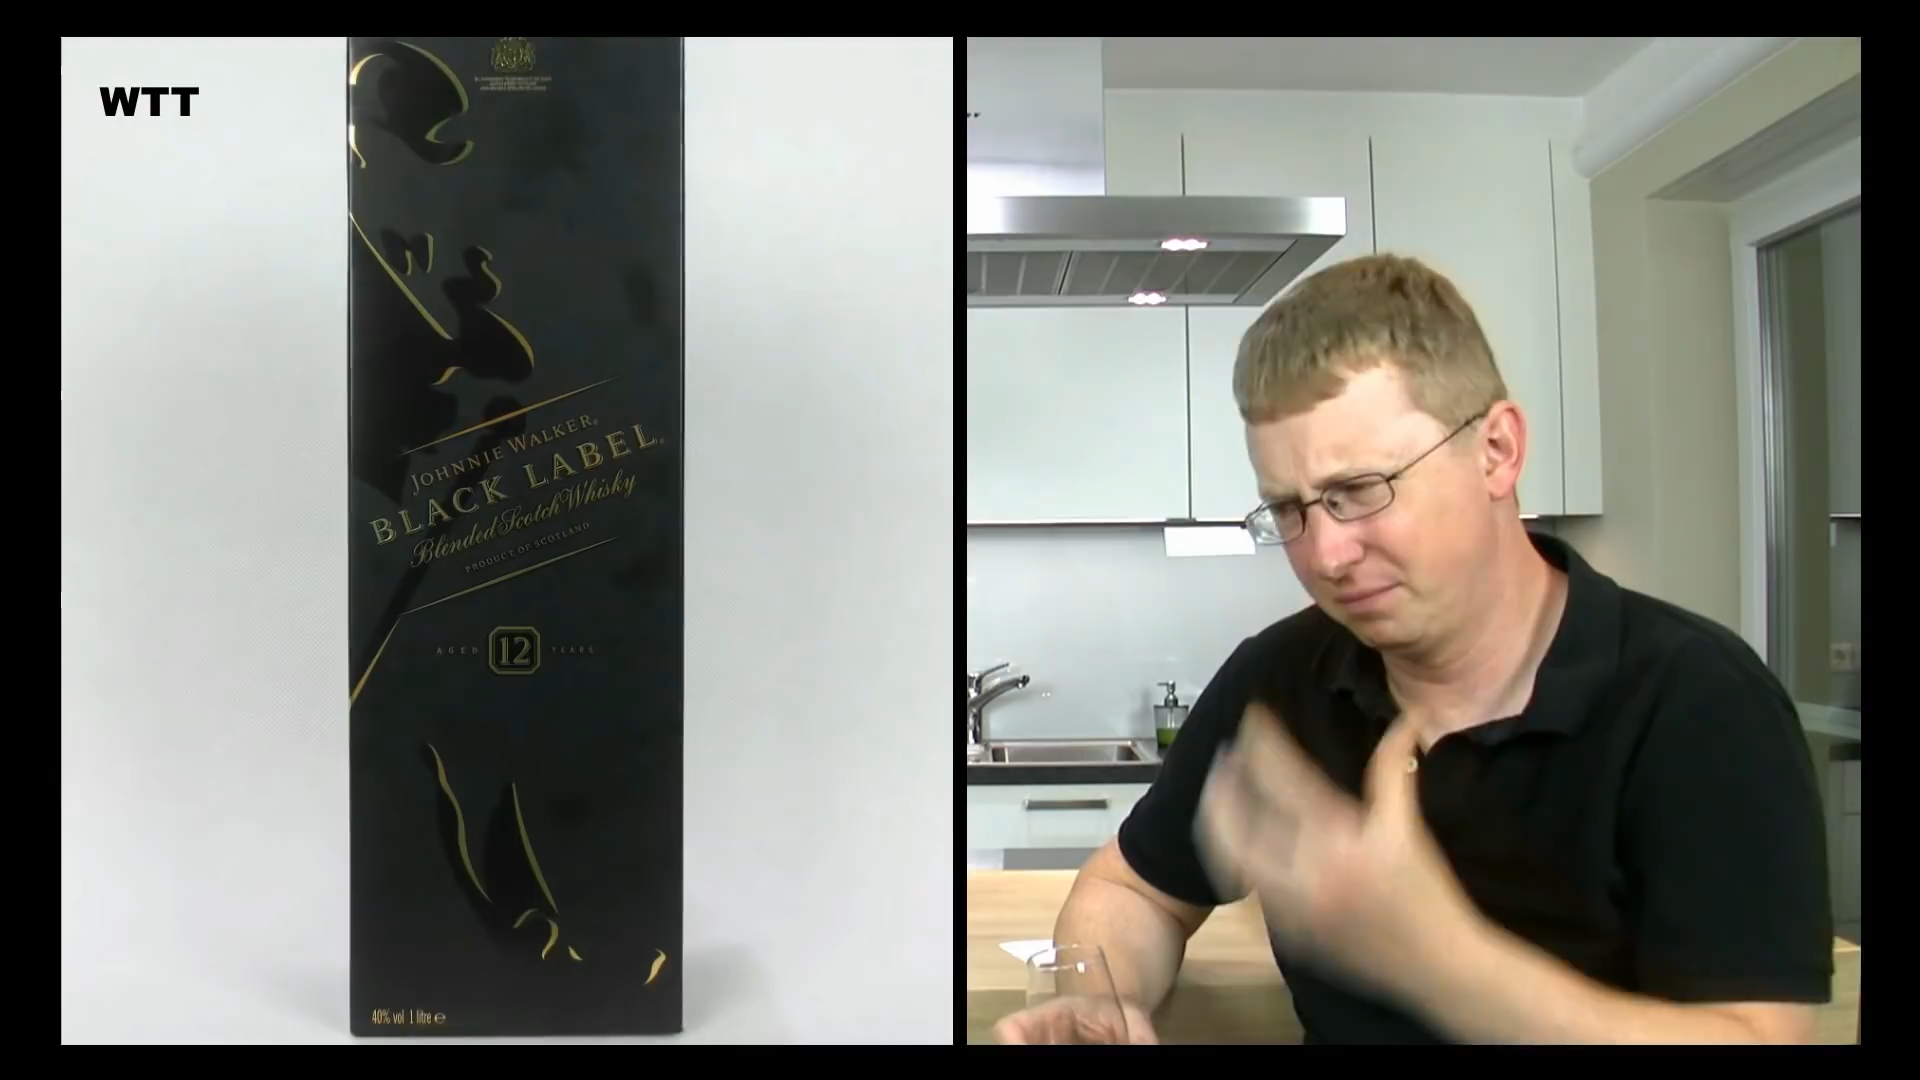 WTT
JOHNNIE WALKER®
BLACK LABEL®
Blended Scotch Whisky
PRODUCT OF SCOTLAND
AGED 12 YEARS
40% vol 1 litre e